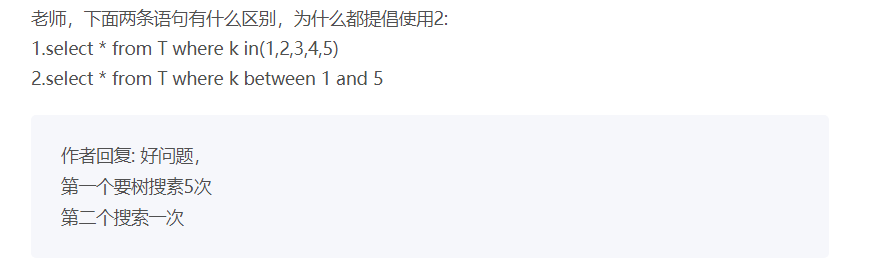 老师，下面两条语句有什么区别，为什么都提倡使用2:
1.select * from T where k in(1,2,3,4,5)
2.select * from T where k between 1 and 5
作者回复: 好问题，
第一个要树搜素5次
第二个搜索一次